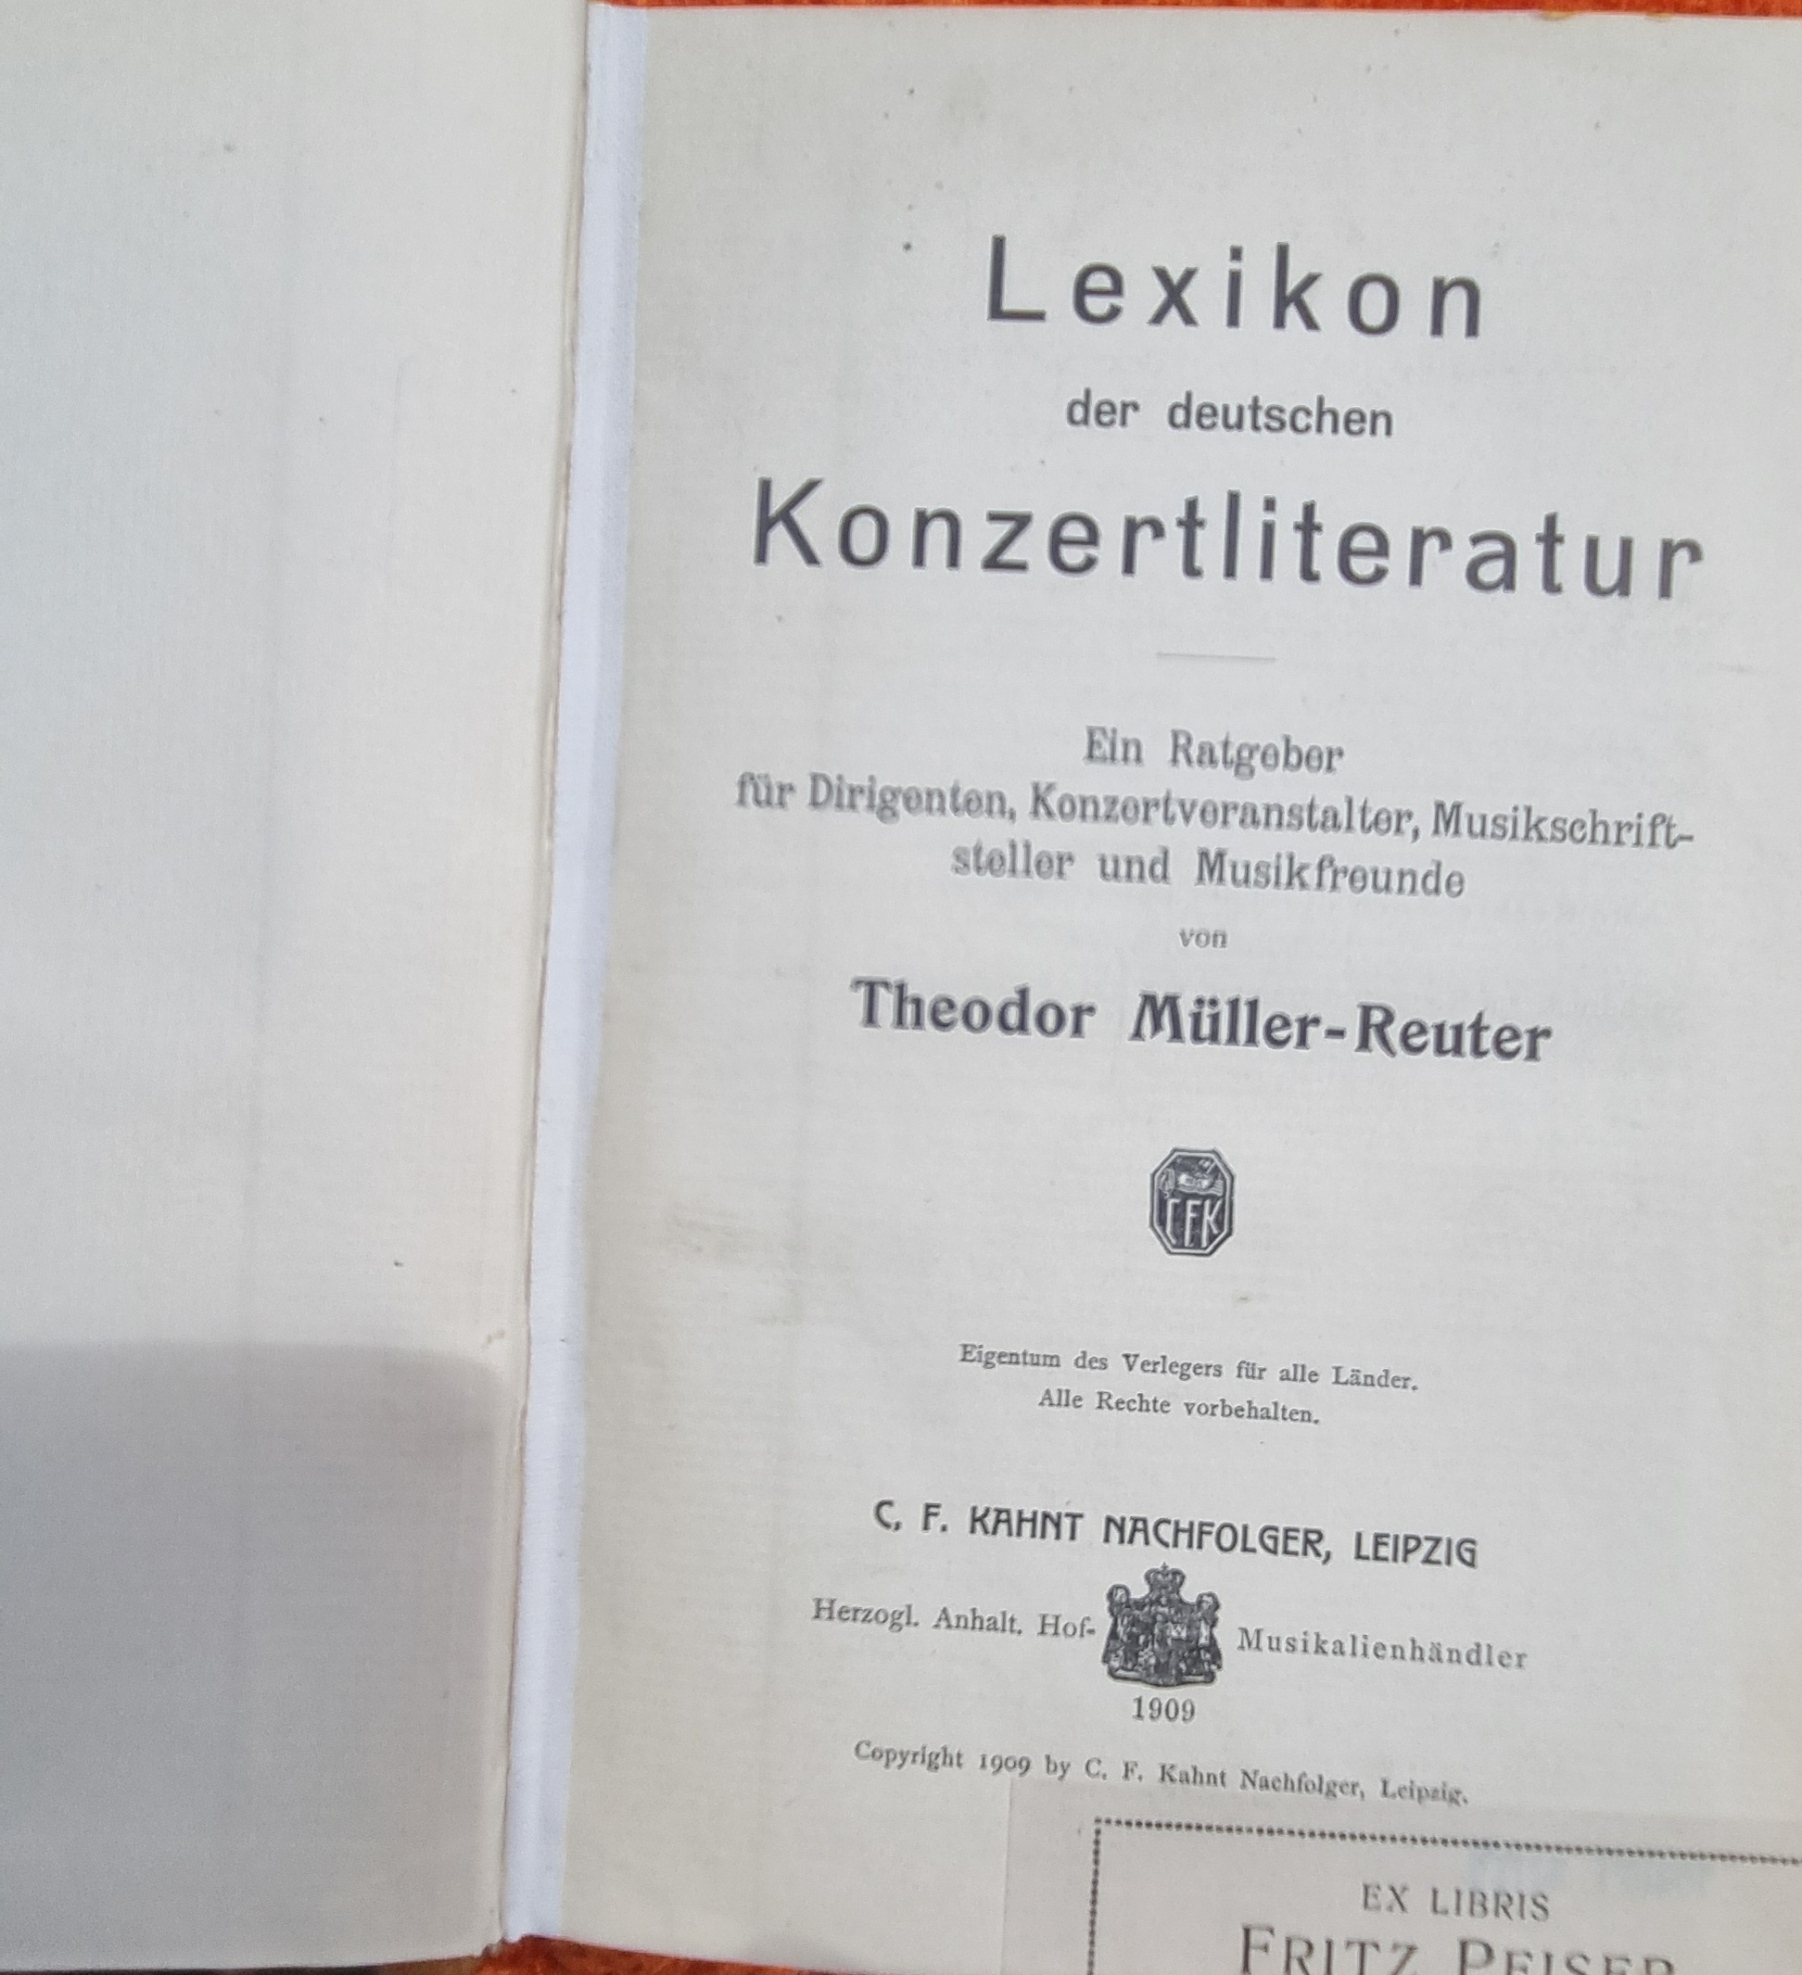 Lexikon
der deutschen
Konzertliteratur
Ein Ratgeber
für Dirigenten, Konzertveranstalter, Musikschrift-
steller und Musikfreunde
von
Theodor Müller-Reuter
CFK
Eigentum des Verlegers für alle Länder.
Alle Rechte vorbehalten.
C. F. KAHNT NACHFOLGER, LEIPZIG
Herzogl. Anhalt. Hof- Musikalienhändler
1909
Copyright 1909 by C. F. Kahnt Nachfolger, Leipzig.
EX LIBRIS
FRITZ